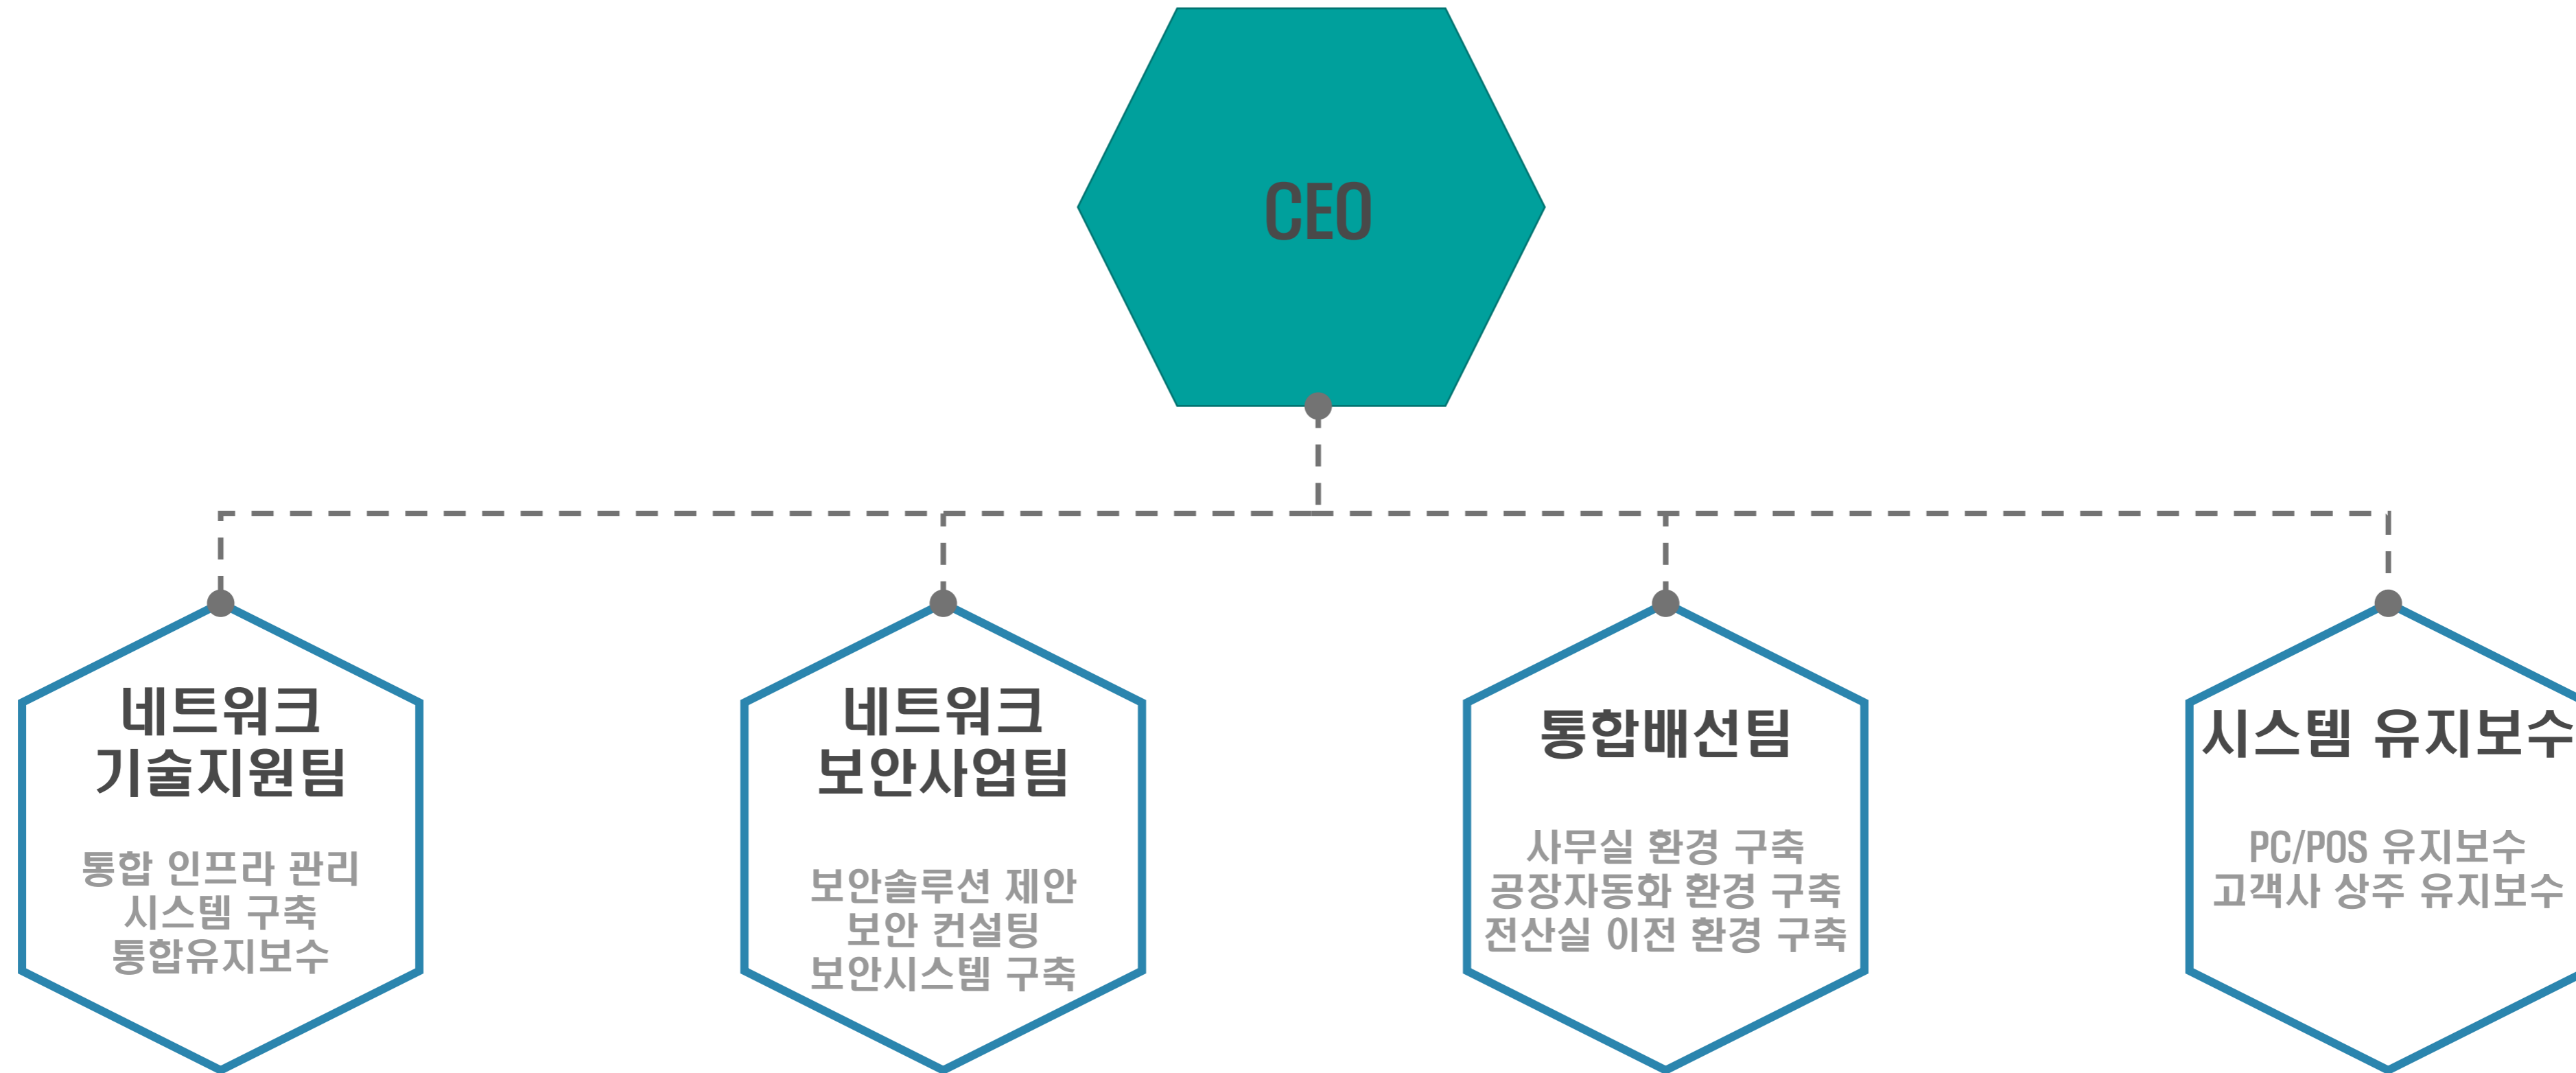 CEO
네트워크
기술지원팀
통합 인프라 관리
시스템 구축
통합유지보수
네트워크
보안사업팀
보안솔루션 제안
보안 컨설팅
보안시스템 구축
통합배선팀
사무실 환경 구축
공장자동화 환경 구축
전산실 이전 환경 구축
시스템 유지보수
PC/POS 유지보수
고객사 상주 유지보수